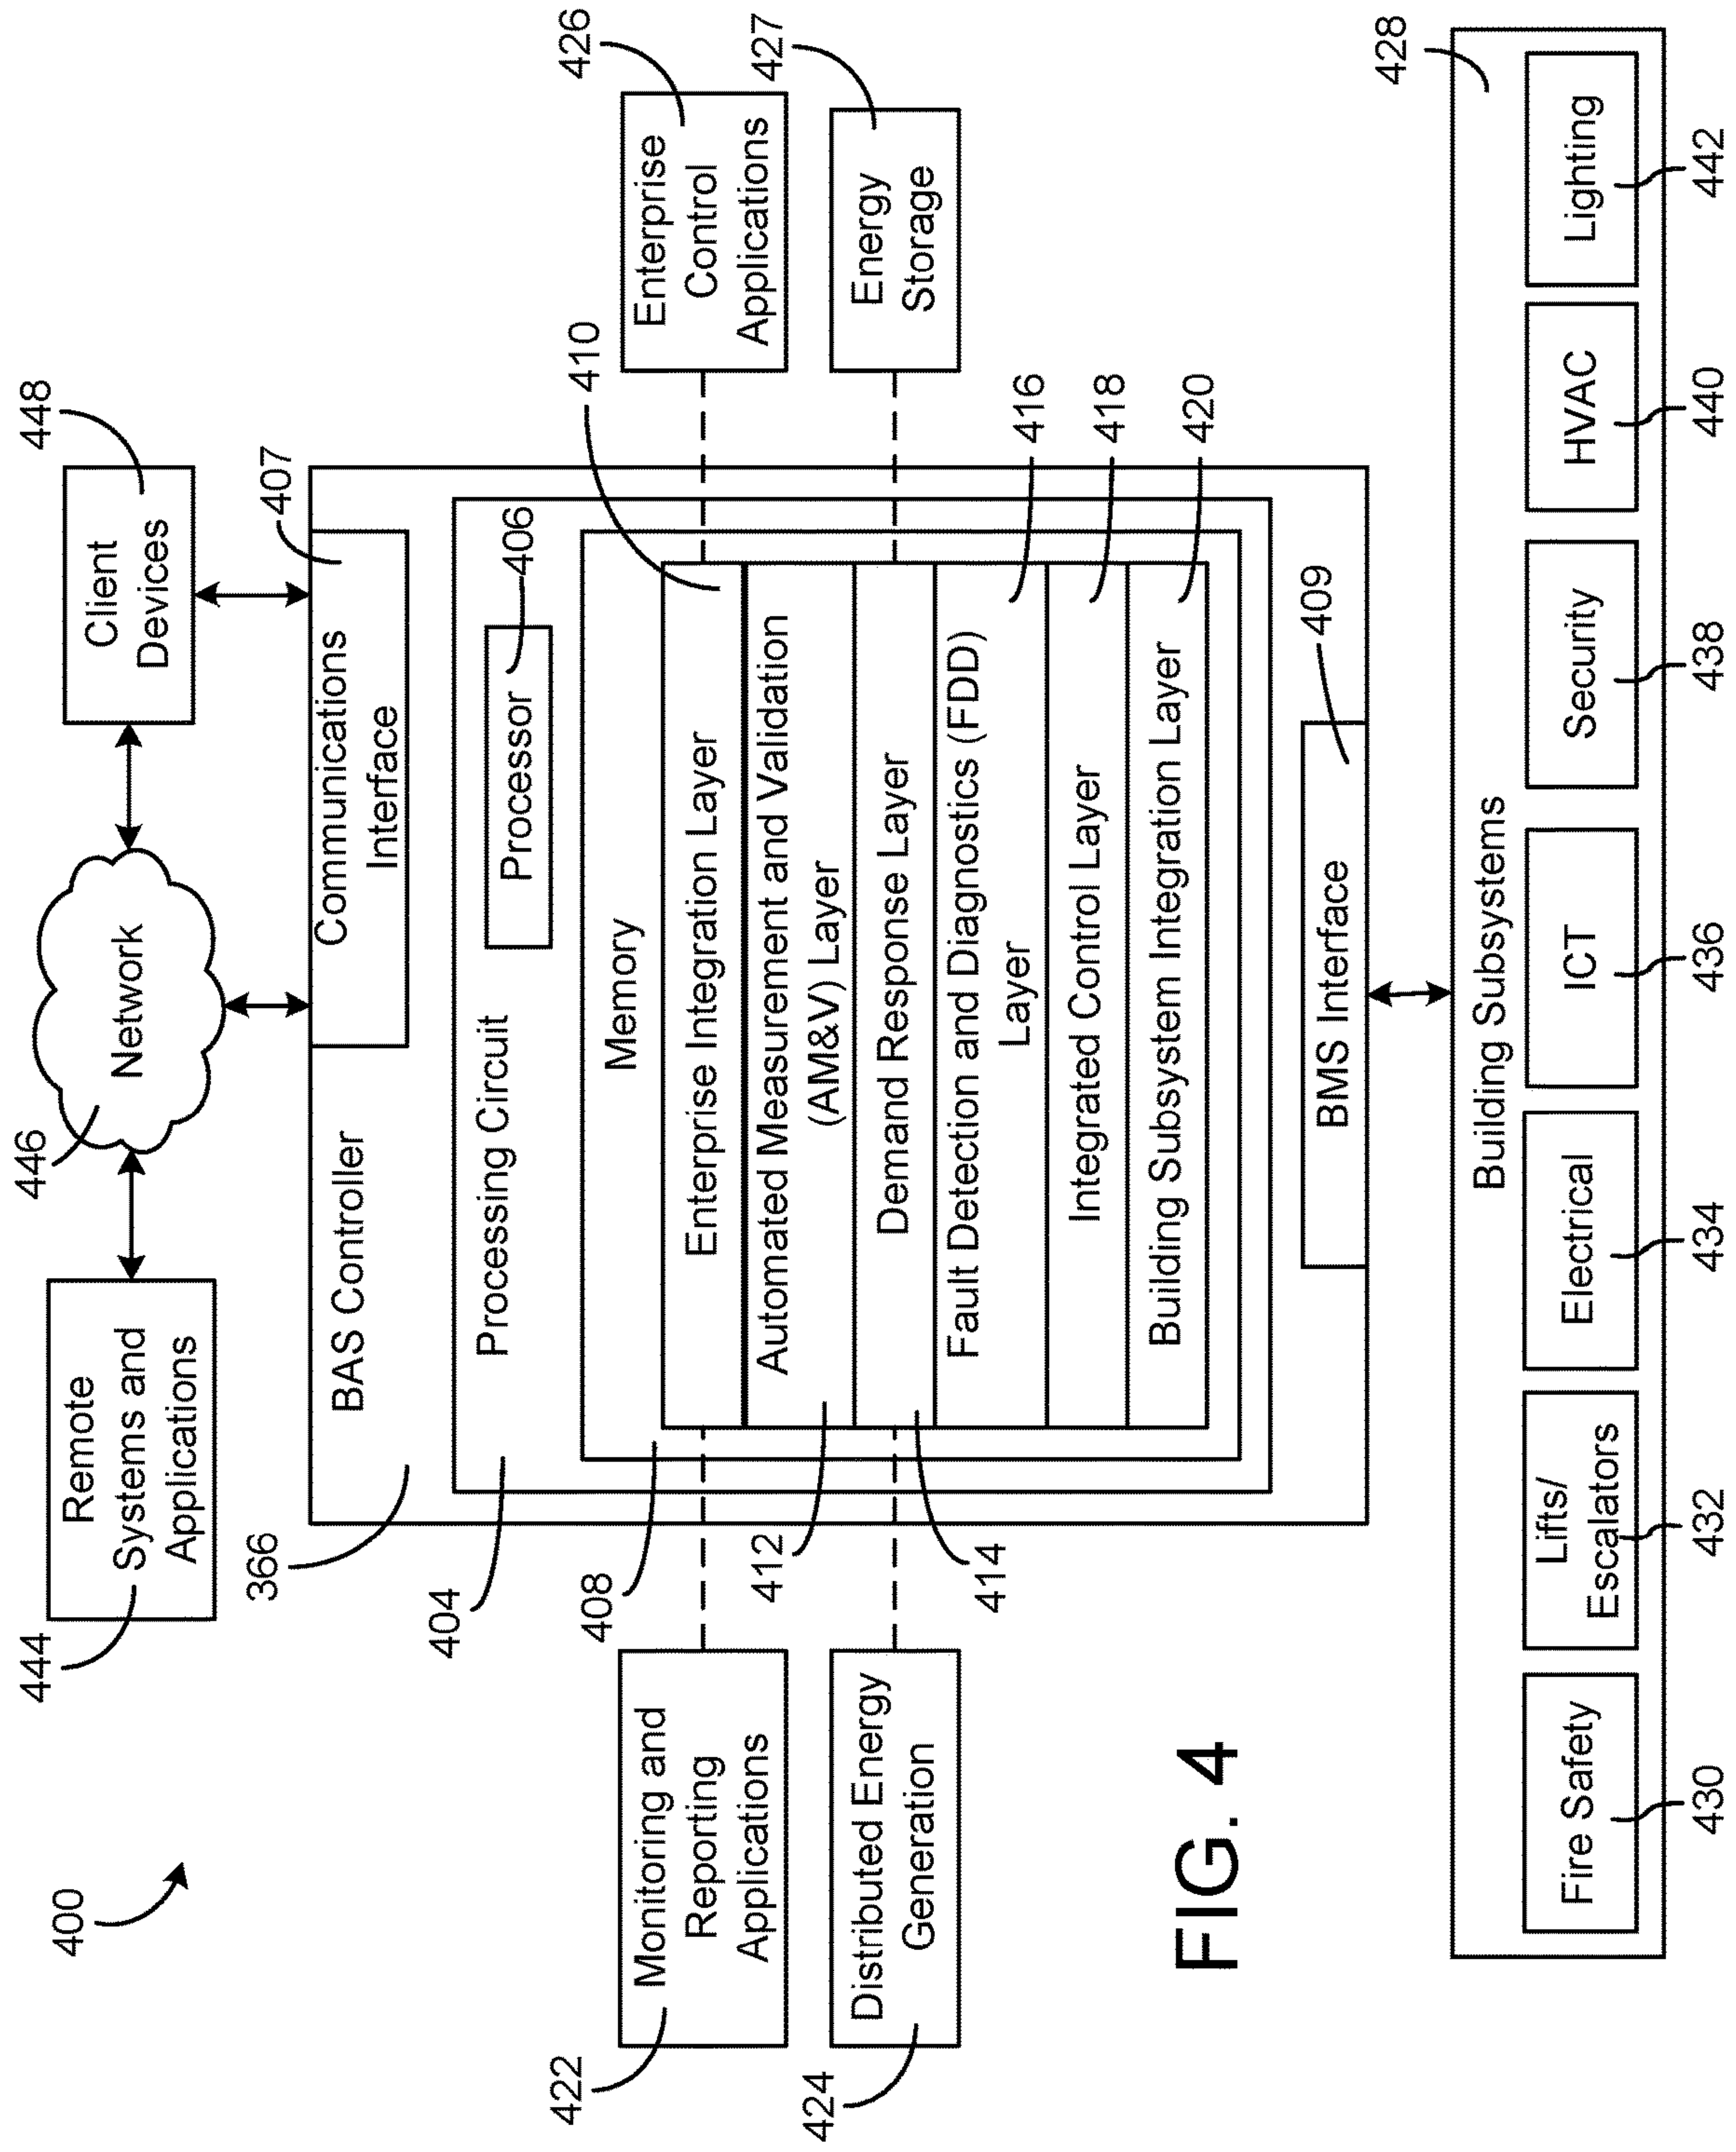 400
444
Remote
Systems and
Applications
446
Network
Client
Devices
448
366
BAS Controller
Communications
Interface
407
404
Processing Circuit
Processor
406
408
Memory
410
Enterprise Integration Layer
Automated Measurement and Validation
(AM&V) Layer
412
Demand Response Layer
414
Fault Detection and Diagnostics (FDD)
Layer
416
Integrated Control Layer
418
Building Subsystem Integration Layer
420
BMS Interface
409
422
Monitoring and
Reporting
Applications
424
Distributed Energy
Generation
426
Enterprise
Control
Applications
427
Energy
Storage
FIG. 4
428
Building Subsystems
Fire Safety
Lifts/
Escalators
Electrical
ICT
Security
HVAC
Lighting
430
432
434
436
438
440
442